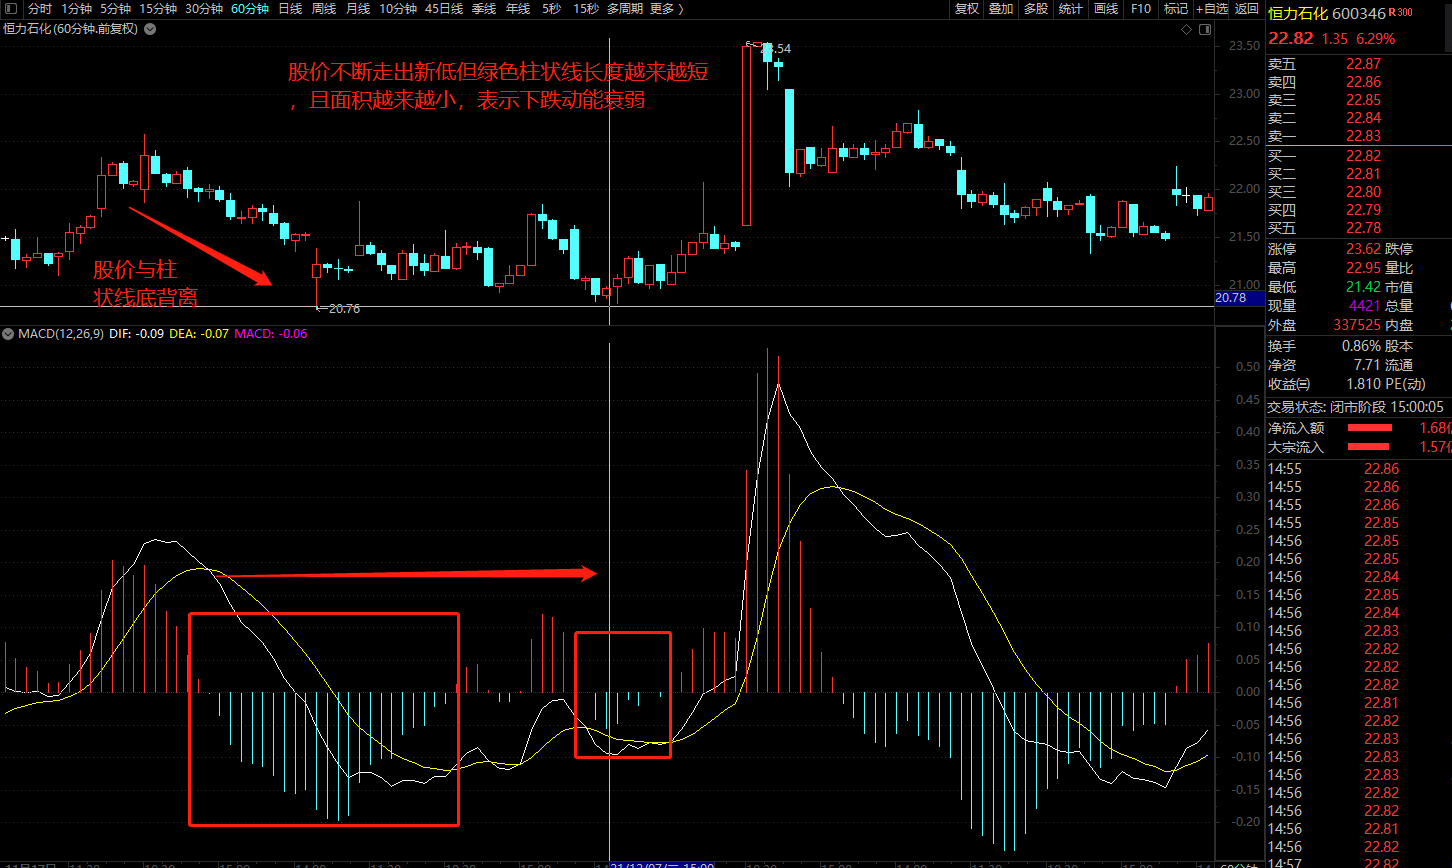 分时 1分钟 5分钟 15分钟 30分钟 60分钟 日线 周线 月线 10分钟 45日线 季线 年线 5秒 15秒 多周期 更多 〉 复权 叠加 多股 统计 画线 F10 标记 +自选 返回
恒力石化(60分钟.前复权)
恒力石化 600346 R 300
22.82 1.35 6.29%
卖五 22.87
卖四 22.86
卖三 22.85
卖二 22.84
卖一 22.83
买一 22.82
买二 22.81
买三 22.80
买四 22.79
买五 22.78
涨停 23.62 跌停
最高 22.95 量比
最低 21.42 市值
现量 4421 总量
外盘 337525 内盘
换手 0.86% 股本
净资 7.71 流通
收益㈢ 1.810 PE(动)
交易状态: 闭市阶段 15:00:05
净流入额 1.68亿
大宗流入 1.57亿
14:55 22.86
14:55 22.86
14:55 22.86
14:55 22.85
14:56 22.85
14:56 22.85
14:56 22.84
14:56 22.85
14:56 22.84
14:56 22.83
14:56 22.82
14:56 22.82
14:56 22.82
14:56 22.81
14:56 22.82
14:56 22.83
14:56 22.83
14:56 22.83
14:56 22.82
14:56 22.82
14:56 22.81
14:56 22.82
14:57 22.82
股价不断走出新低但绿色柱状线长度越来越短
，且面积越来越小，表示下跌动能衰弱
股价与柱
状线底背离
20.76
23.50
23.00
22.50
22.00
21.50
21.00
20.78
MACD(12,26,9) DIF: -0.09 DEA: -0.07 MACD: -0.06
0.50
0.45
0.40
0.35
0.30
0.25
0.20
0.15
0.10
0.05
0.00
-0.05
-0.10
-0.15
-0.20